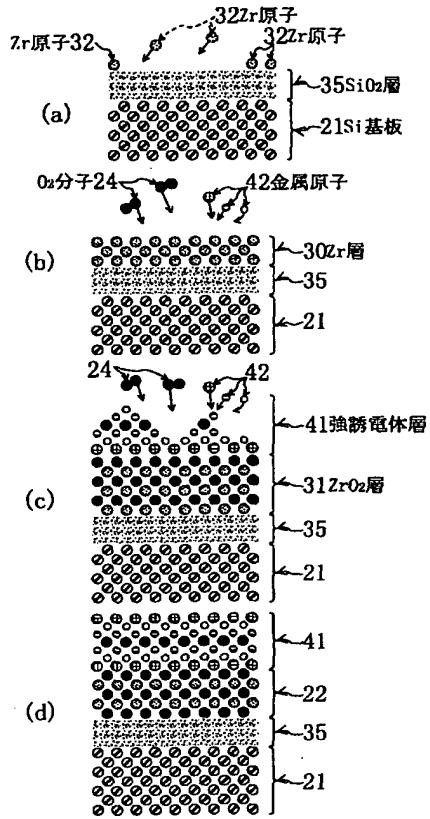 32Zr原子
Zr原子32
32Zr原子
35SiO₂層
(a)
21Si基板
O₂分子24
42金属原子
(b)
30Zr層
35
21
24
42
41強誘電体層
(c)
31ZrO₂層
35
21
41
22
(d)
35
21